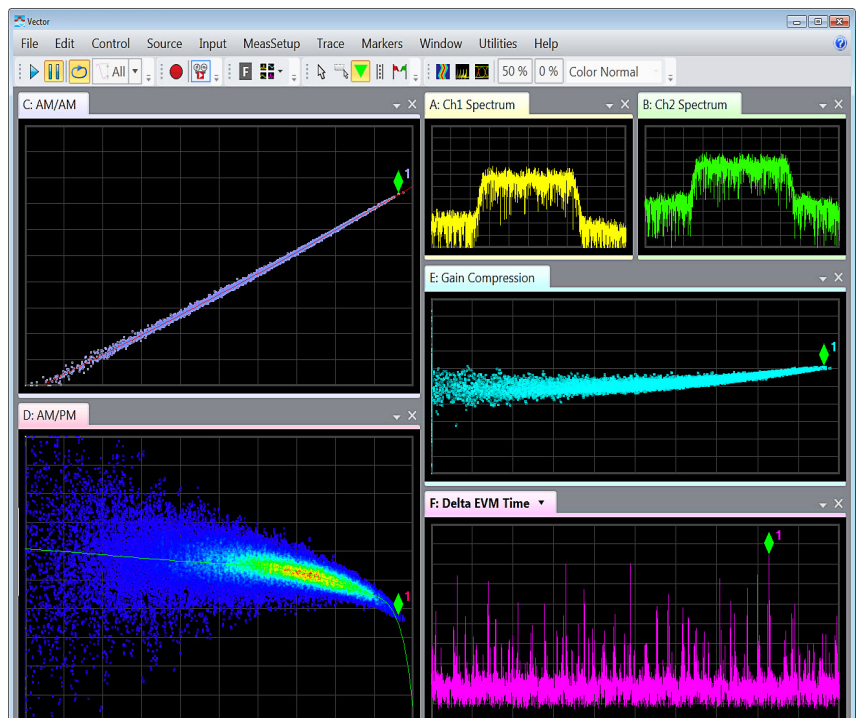 Vector
File Edit Control Source Input MeasSetup Trace Markers Window Utilities Help
All F 50 % 0 % Color Normal
C: AM/AM
1
A: Ch1 Spectrum
B: Ch2 Spectrum
E: Gain Compression
1
D: AM/PM
1
F: Delta EVM Time
1